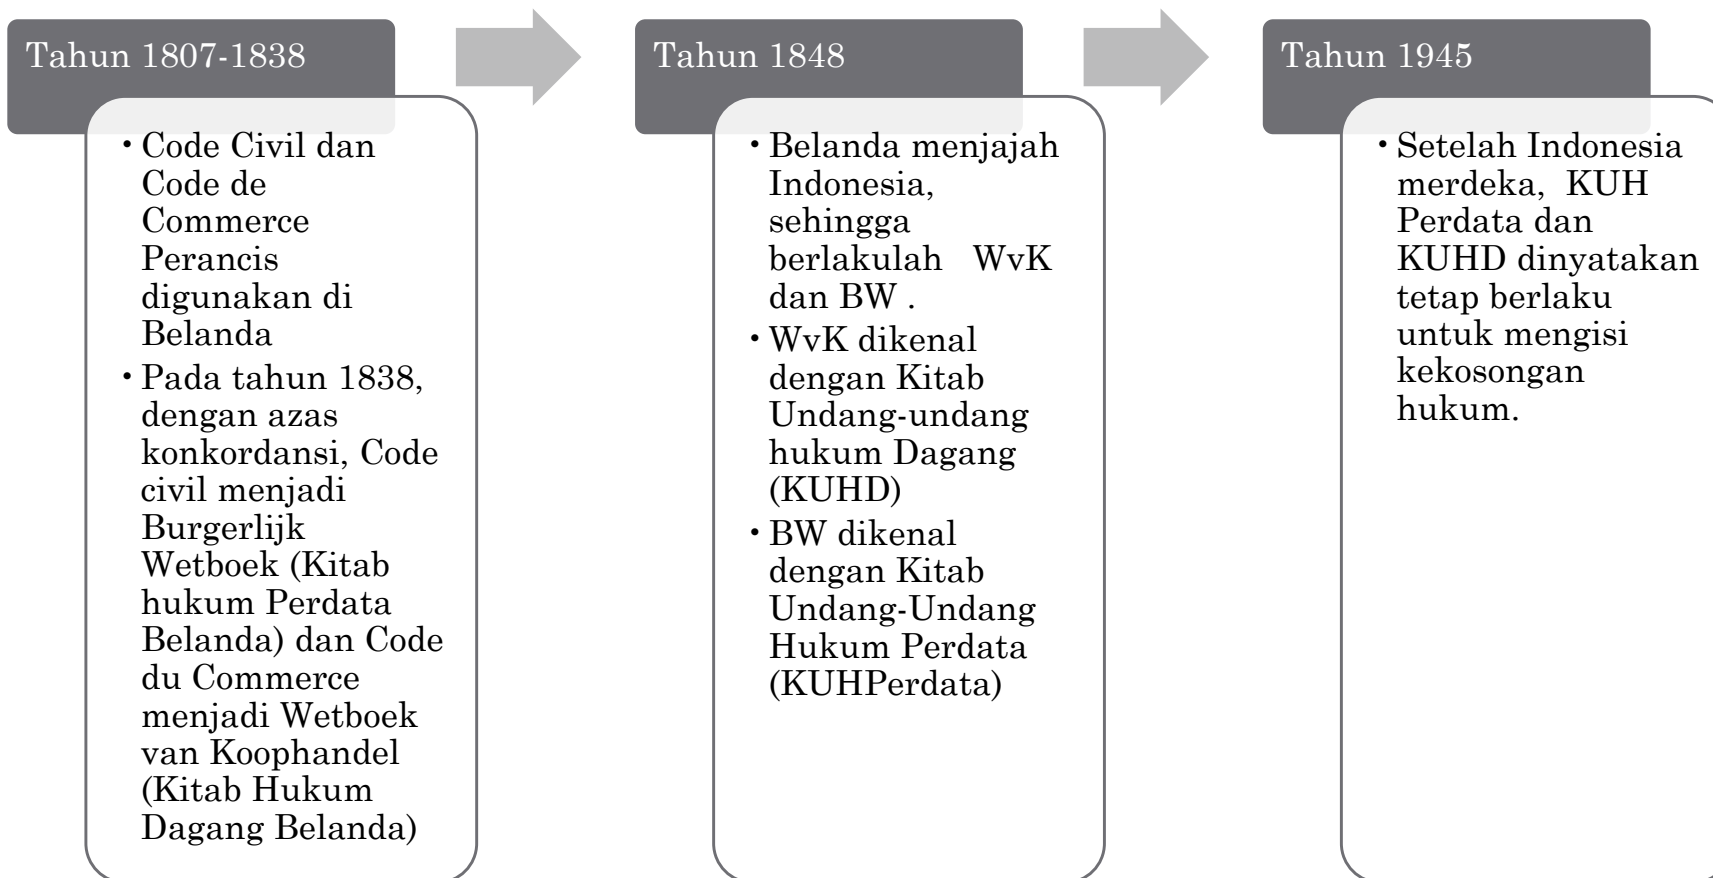 Tahun 1807-1838
• Code Civil dan
Code de
Commerce
Perancis
digunakan di
Belanda
• Pada tahun 1838,
dengan azas
konkordansi, Code
civil menjadi
Burgerlijk
Wetboek (Kitab
hukum Perdata
Belanda) dan Code
du Commerce
menjadi Wetboek
van Koophandel
(Kitab Hukum
Dagang Belanda)
Tahun 1848
• Belanda menjajah
Indonesia,
sehingga
berlakulah WvK
dan BW .
• WvK dikenal
dengan Kitab
Undang-undang
hukum Dagang
(KUHD)
• BW dikenal
dengan Kitab
Undang-Undang
Hukum Perdata
(KUHPerdata)
Tahun 1945
• Setelah Indonesia
merdeka, KUH
Perdata dan
KUHD dinyatakan
tetap berlaku
untuk mengisi
kekosongan
hukum.